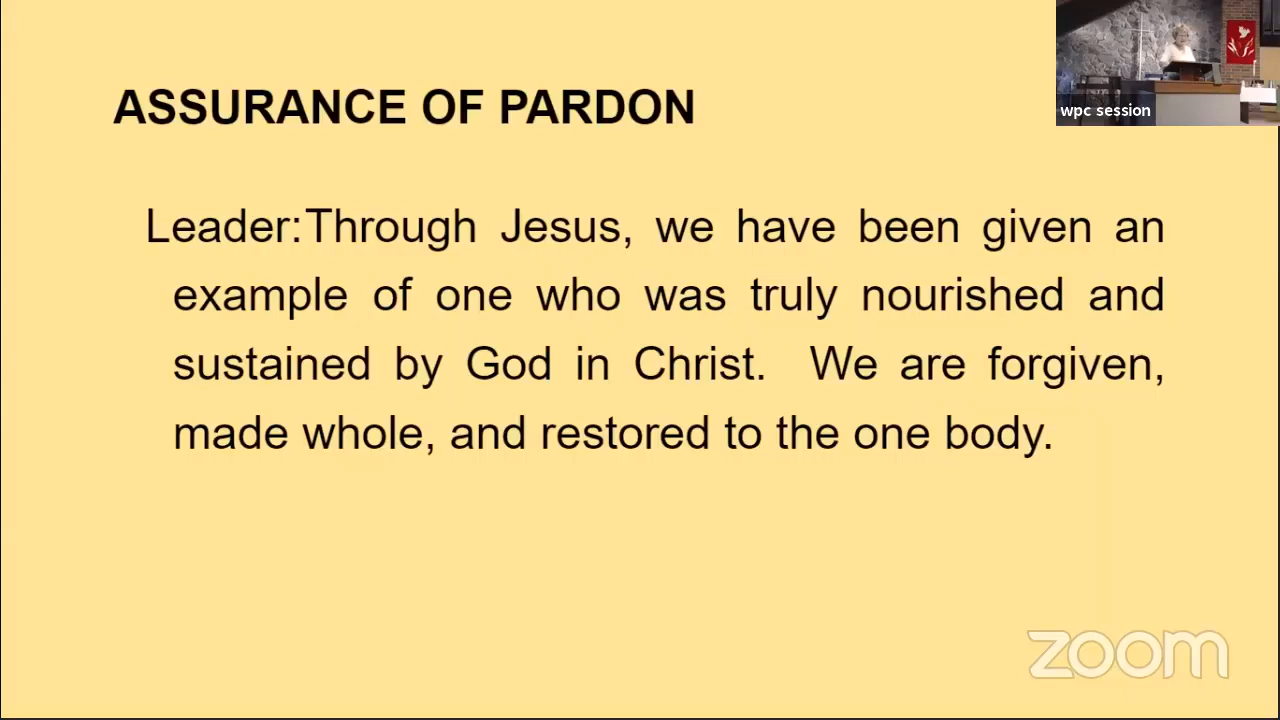 ASSURANCE OF PARDON
wpc session
Leader:Through Jesus, we have been given an
example of one who was truly nourished and
sustained by God in Christ.  We are forgiven,
made whole, and restored to the one body.
zoom